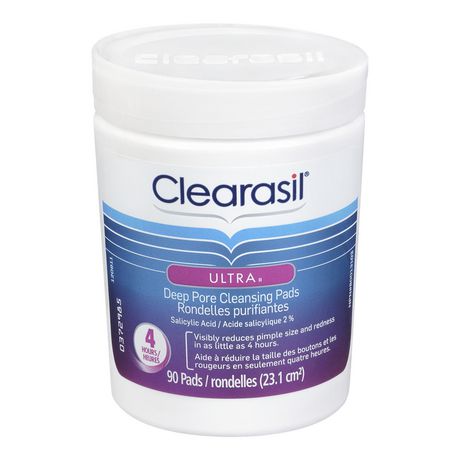 Clearasil
Clearasil®
ULTRA®
Deep Pore Cleansing Pads
Rondelles purifiantes
Salicylic Acid / Acide salicylique 2 %
4
HOURS/
HEURES
Visibly reduces pimple size and redness
in as little as 4 hours.
Aide à réduire la taille des boutons et les
rougeurs en seulement quatre heures.
90 Pads / rondelles (23.1 cm²)
0372985